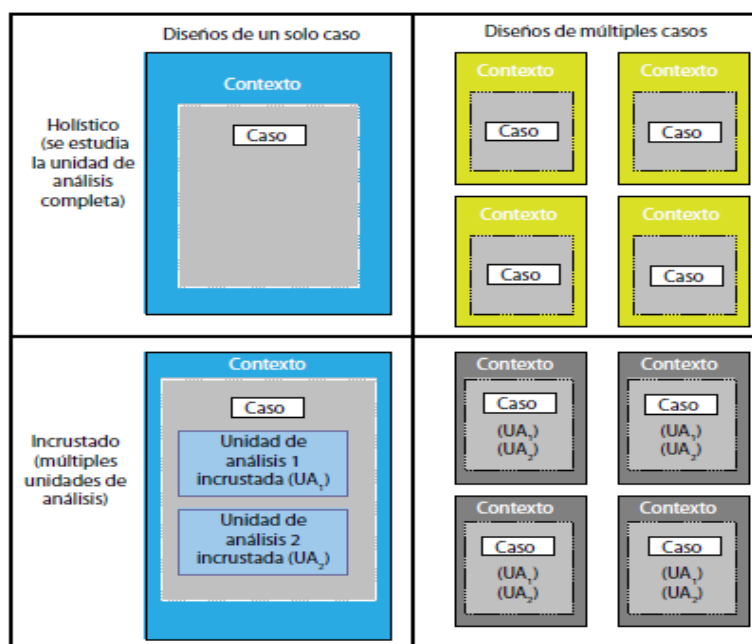 Diseños de un solo caso
Contexto
Caso
Holístico
(se estudia
la unidad de
análisis
completa)
Diseños de múltiples casos
Contexto
Caso
Contexto
Caso
Contexto
Caso
Contexto
Caso
Incrustado
(múltiples
unidades de
análisis)
Contexto
Caso
Unidad de
análisis 1
incrustada (UA₁)
Unidad de
análisis 2
incrustada (UA₂)
Contexto
Caso
(UA₁)
(UA₂)
Contexto
Caso
(UA₁)
(UA₂)
Contexto
Caso
(UA₁)
(UA₂)
Contexto
Caso
(UA₁)
(UA₂)